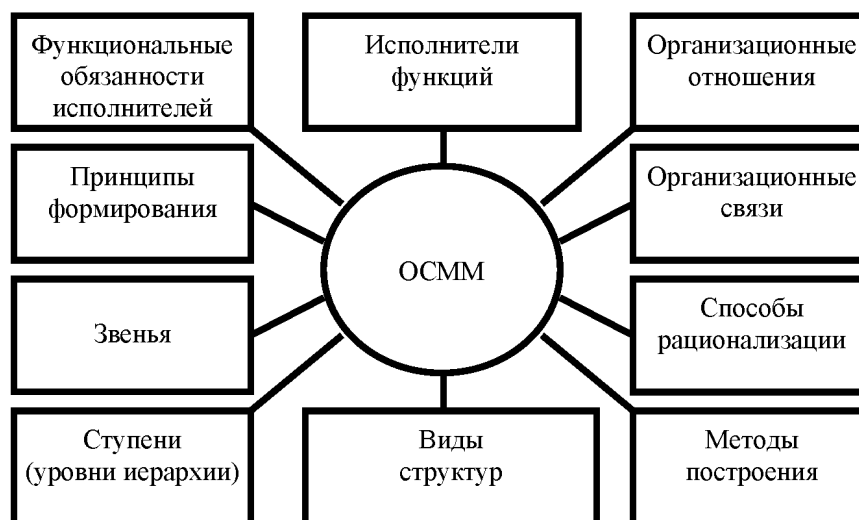 Функциональные
обязанности
исполнителей
Исполнители
функций
Организационные
отношения
Принципы
формирования
Организационные
связи
ОСММ
Звенья
Способы
рационализации
Ступени
(уровни иерархии)
Виды
структур
Методы
построения